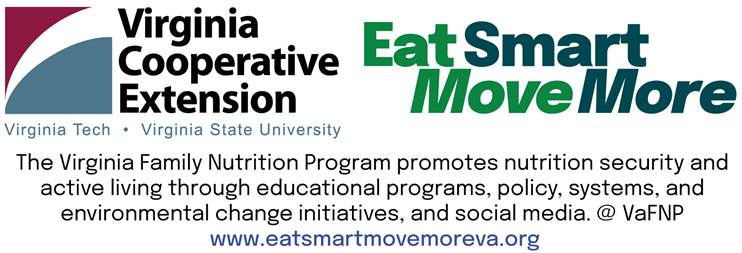 Virginia
Cooperative
Extension
Virginia Tech • Virginia State University
Eat Smart
Move More
The Virginia Family Nutrition Program promotes nutrition security and
active living through educational programs, policy, systems, and
environmental change initiatives, and social media. @ VaFNP
www.eatsmartmovemoreva.org